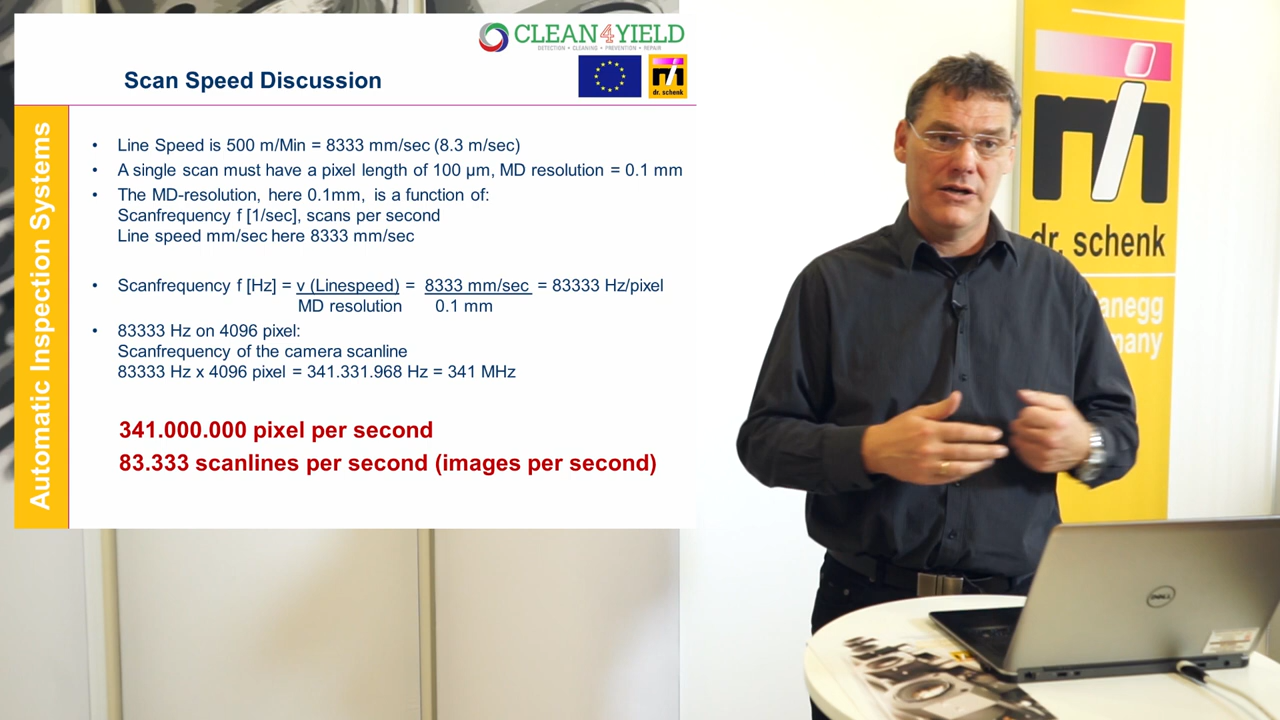 CLEAN4YIELD
DETECTION • CLEANING • PREVENTION • REPAIR
dr. schenk
Scan Speed Discussion
Automatic Inspection Systems
• Line Speed is 500 m/Min = 8333 mm/sec (8.3 m/sec)
• A single scan must have a pixel length of 100 µm, MD resolution = 0.1 mm
• The MD-resolution, here 0.1mm, is a function of:
Scanfrequency f [1/sec], scans per second
Line speed mm/sec here 8333 mm/sec
• Scanfrequency f [Hz] = v (Linespeed) = 8333 mm/sec = 83333 Hz/pixel
MD resolution 0.1 mm
• 83333 Hz on 4096 pixel:
Scanfrequency of the camera scanline
83333 Hz x 4096 pixel = 341.331.968 Hz = 341 MHz
341.000.000 pixel per second
83.333 scanlines per second (images per second)
dr. schenk
anegg
many
DELL